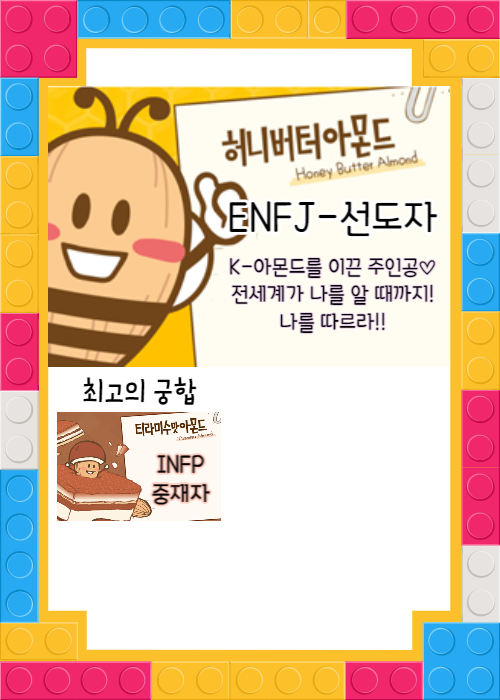 허니버터아몬드
Honey Butter Almond
ENFJ-선도자
K-아몬드를 이끈 주인공♡
전세계가 나를 알 때까지!
나를 따르라!!
최고의 궁합
티라미수맛아몬드
INFP
중재자